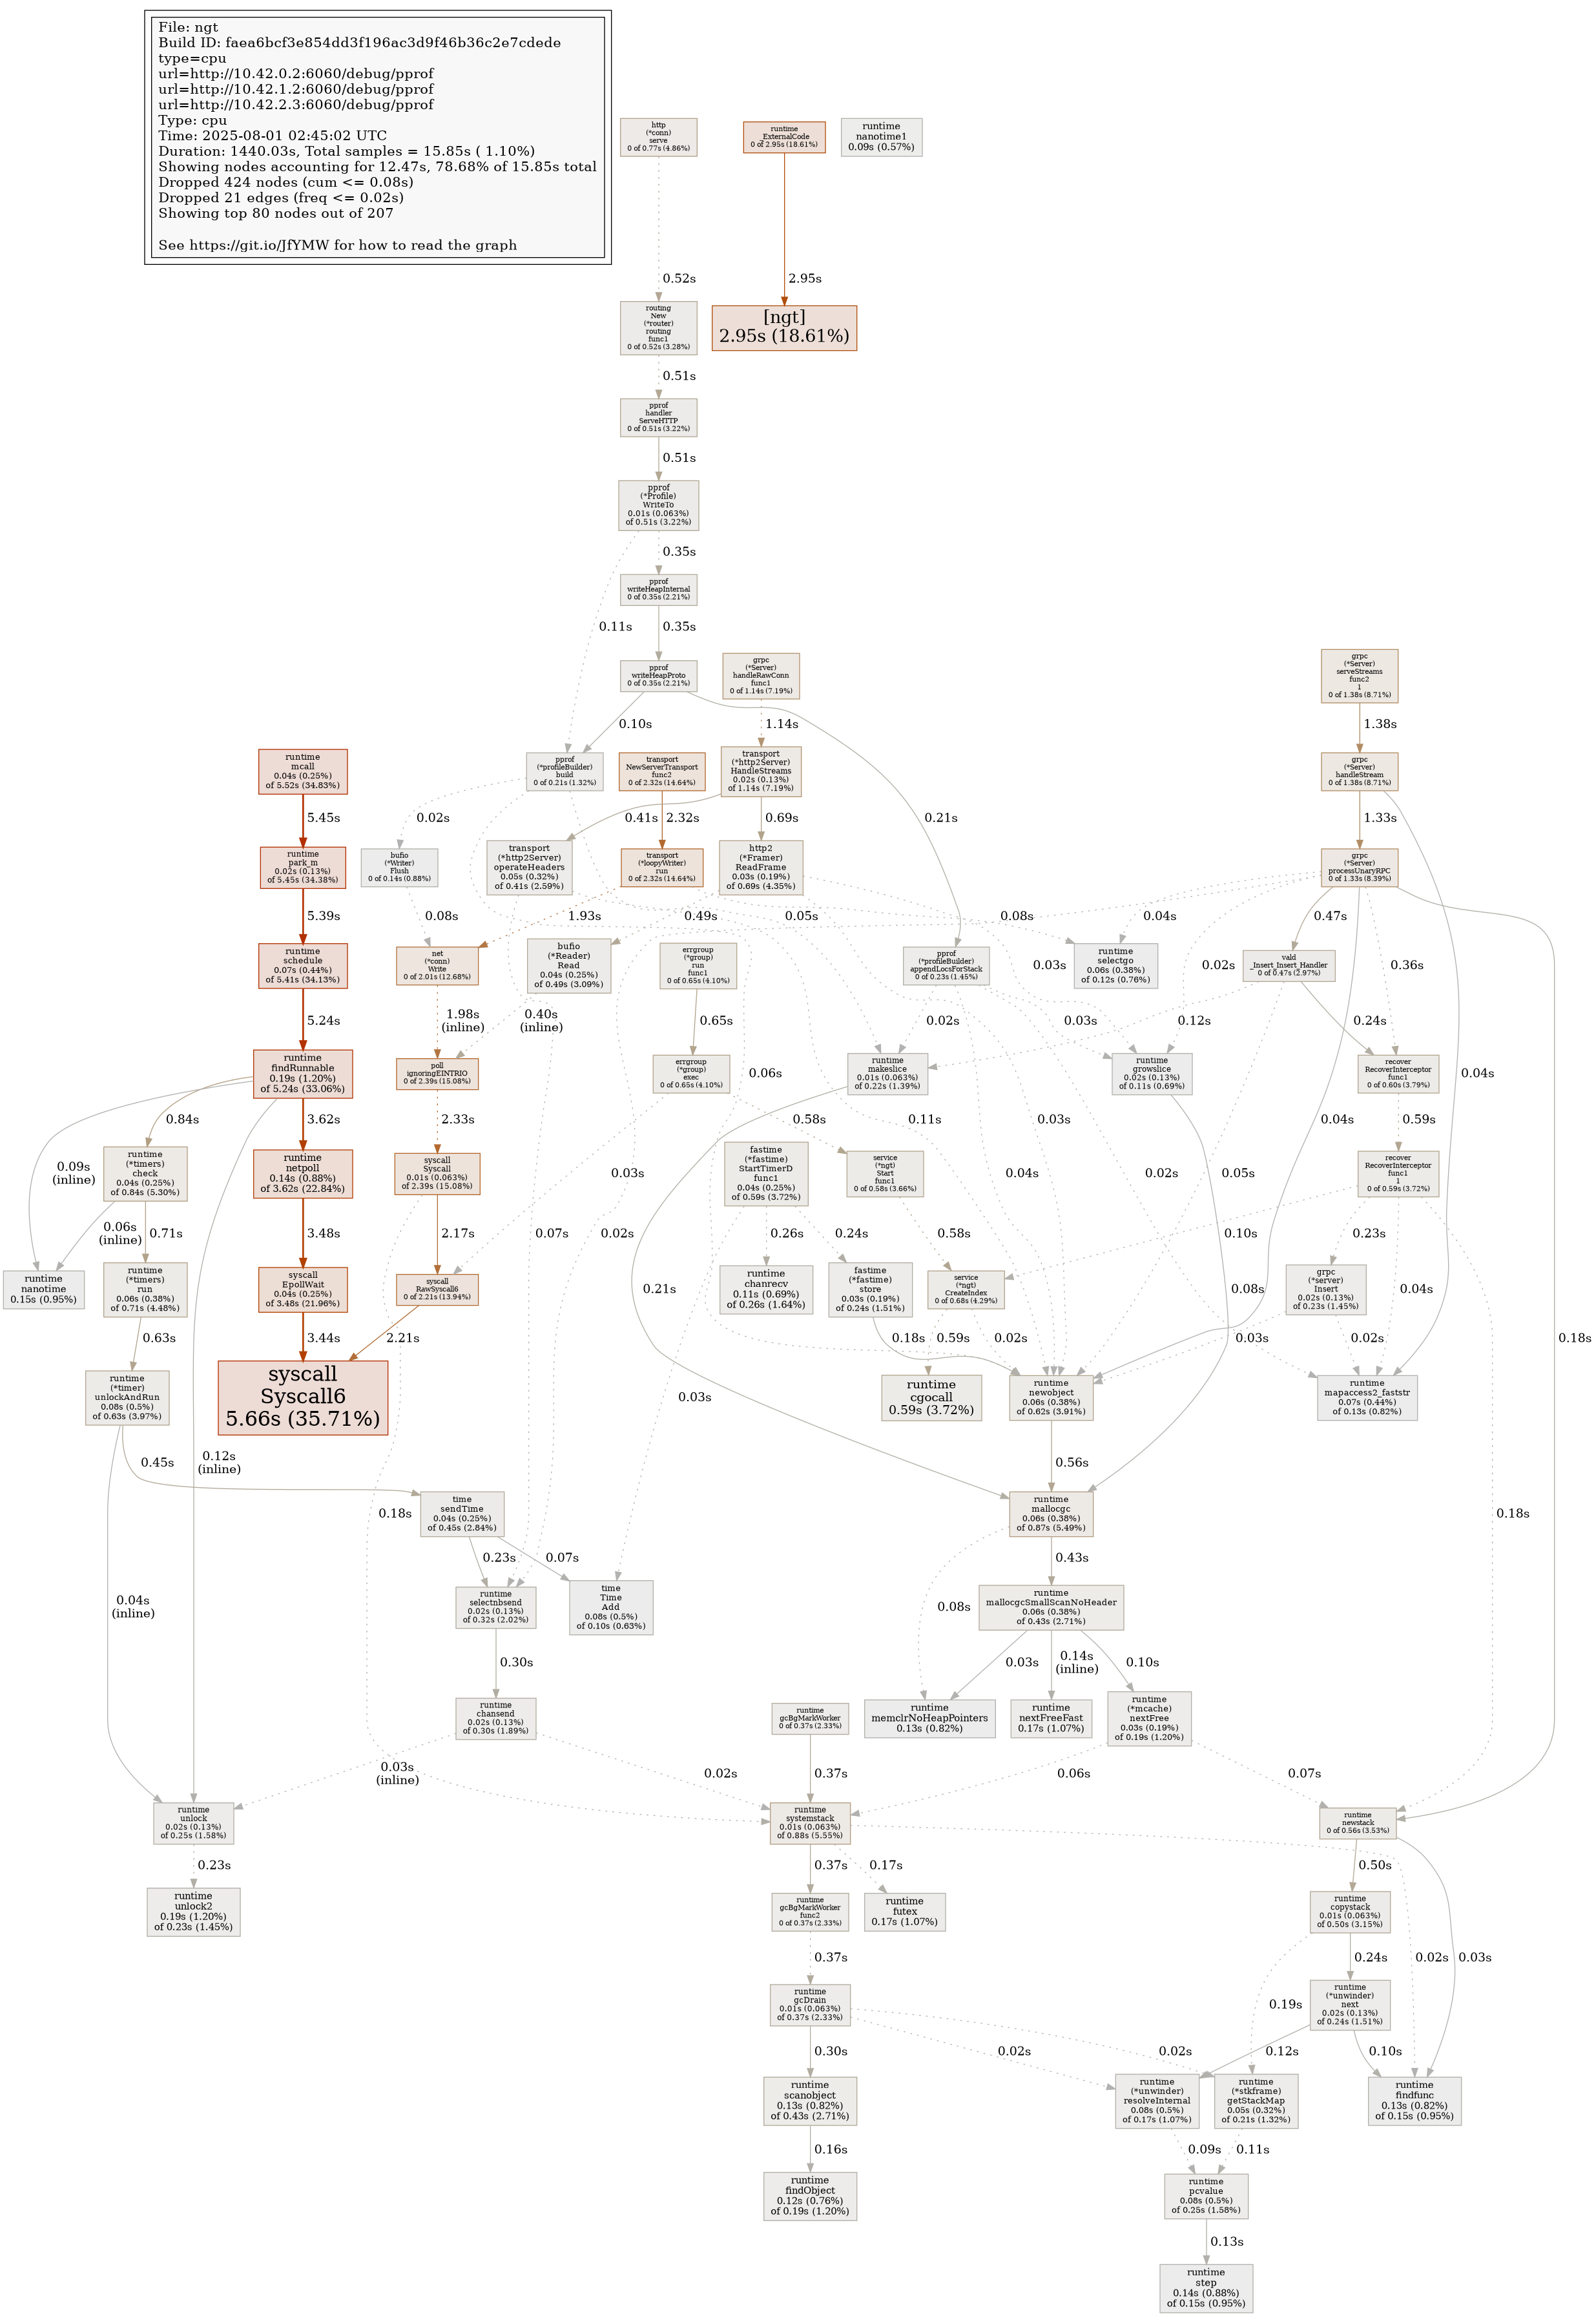 File: ngt
Build ID: faea6bcf3e854dd3f196ac3d9f46b36c2e7cdede
type=cpu
url=http://10.42.0.2:6060/debug/pprof
url=http://10.42.1.2:6060/debug/pprof
url=http://10.42.2.3:6060/debug/pprof
Type: cpu
Time: 2025-08-01 02:45:02 UTC
Duration: 1440.03s, Total samples = 15.85s ( 1.10%)
Showing nodes accounting for 12.47s, 78.68% of 15.85s total
Dropped 424 nodes (cum <= 0.08s)
Dropped 21 edges (freq <= 0.02s)
Showing top 80 nodes out of 207
See https://git.io/JfYMW for how to read the graph
http
(*conn)
serve
0 of 0.77s (4.86%)
runtime
ExternalCode
0 of 2.95s (18.61%)
runtime
nanotime1
0.09s (0.57%)
0.52s
2.95s
routing
New
(*router)
routing
func1
0 of 0.52s (3.28%)
[ngt]
2.95s (18.61%)
0.51s
pprof
handler
ServeHTTP
0 of 0.51s (3.22%)
0.51s
pprof
(*Profile)
WriteTo
0.01s (0.063%)
of 0.51s (3.22%)
0.35s
0.11s
pprof
writeHeapInternal
0 of 0.35s (2.21%)
0.35s
pprof
writeHeapProto
0 of 0.35s (2.21%)
grpc
(*Server)
handleRawConn
func1
0 of 1.14s (7.19%)
grpc
(*Server)
serveStreams
func2
1
0 of 1.38s (8.71%)
0.10s
1.14s
1.38s
0.21s
runtime
mcall
0.04s (0.25%)
of 5.52s (34.83%)
pprof
(*profileBuilder)
build
0 of 0.21s (1.32%)
transport
NewServerTransport
func2
0 of 2.32s (14.64%)
transport
(*http2Server)
HandleStreams
0.02s (0.13%)
of 1.14s (7.19%)
grpc
(*Server)
handleStream
0 of 1.38s (8.71%)
5.45s
0.02s
0.41s
2.32s
0.69s
1.33s
runtime
park_m
0.02s (0.13%)
of 5.45s (34.38%)
bufio
(*Writer)
Flush
0 of 0.14s (0.88%)
transport
(*http2Server)
operateHeaders
0.05s (0.32%)
of 0.41s (2.59%)
transport
(*loopyWriter)
run
0 of 2.32s (14.64%)
http2
(*Framer)
ReadFrame
0.03s (0.19%)
of 0.69s (4.35%)
grpc
(*Server)
processUnaryRPC
0 of 1.33s (8.39%)
5.39s
0.08s
1.93s
0.49s
0.05s
0.08s
0.04s
0.47s
0.36s
0.02s
0.03s
runtime
schedule
0.07s (0.44%)
of 5.41s (34.13%)
net
(*conn)
Write
0 of 2.01s (12.68%)
bufio
(*Reader)
Read
0.04s (0.25%)
of 0.49s (3.09%)
errgroup
(*group)
run
func1
0 of 0.65s (4.10%)
pprof
(*profileBuilder)
appendLocsForStack
0 of 0.23s (1.45%)
runtime
selectgo
0.06s (0.38%)
of 0.12s (0.76%)
vald
_Insert_Insert_Handler
0 of 0.47s (2.97%)
5.24s
1.98s
(inline)
0.40s
(inline)
0.65s
0.02s
0.03s
0.12s
0.24s
runtime
findRunnable
0.19s (1.20%)
of 5.24s (33.06%)
poll
ignoringEINTRIO
0 of 2.39s (15.08%)
errgroup
(*group)
exec
0 of 0.65s (4.10%)
0.06s
runtime
makeslice
0.01s (0.063%)
of 0.22s (1.39%)
runtime
growslice
0.02s (0.13%)
of 0.11s (0.69%)
recover
RecoverInterceptor
func1
0 of 0.60s (3.79%)
0.04s
0.84s
3.62s
2.33s
0.58s
0.11s
0.03s
0.04s
0.59s
0.09s
(inline)
runtime
(*timers)
check
0.04s (0.25%)
of 0.84s (5.30%)
runtime
netpoll
0.14s (0.88%)
of 3.62s (22.84%)
syscall
Syscall
0.01s (0.063%)
of 2.39s (15.08%)
0.03s
fastime
(*fastime)
StartTimerD
func1
0.04s (0.25%)
of 0.59s (3.72%)
service
(*ngt)
Start
func1
0 of 0.58s (3.66%)
0.04s
0.02s
0.05s
recover
RecoverInterceptor
func1
1
0 of 0.59s (3.72%)
0.06s
(inline)
0.71s
3.48s
2.17s
0.07s
0.02s
0.26s
0.24s
0.58s
0.10s
0.23s
runtime
nanotime
0.15s (0.95%)
runtime
(*timers)
run
0.06s (0.38%)
of 0.71s (4.48%)
syscall
EpollWait
0.04s (0.25%)
of 3.48s (21.96%)
syscall
RawSyscall6
0 of 2.21s (13.94%)
0.21s
runtime
chanrecv
0.11s (0.69%)
of 0.26s (1.64%)
fastime
(*fastime)
store
0.03s (0.19%)
of 0.24s (1.51%)
service
(*ngt)
CreateIndex
0 of 0.68s (4.29%)
0.08s
grpc
(*server)
Insert
0.02s (0.13%)
of 0.23s (1.45%)
0.04s
0.63s
3.44s
2.21s
0.18s
0.59s
0.02s
0.03s
0.02s
0.18s
runtime
(*timer)
unlockAndRun
0.08s (0.5%)
of 0.63s (3.97%)
syscall
Syscall6
5.66s (35.71%)
0.03s
runtime
cgocall
0.59s (3.72%)
runtime
newobject
0.06s (0.38%)
of 0.62s (3.91%)
runtime
mapaccess2_faststr
0.07s (0.44%)
of 0.13s (0.82%)
0.45s
0.12s
(inline)
0.56s
0.18s
time
sendTime
0.04s (0.25%)
of 0.45s (2.84%)
runtime
mallocgc
0.06s (0.38%)
of 0.87s (5.49%)
0.18s
0.23s
0.07s
0.43s
0.04s
(inline)
runtime
selectnbsend
0.02s (0.13%)
of 0.32s (2.02%)
time
Time
Add
0.08s (0.5%)
of 0.10s (0.63%)
0.08s
runtime
mallocgcSmallScanNoHeader
0.06s (0.38%)
of 0.43s (2.71%)
0.30s
0.03s
0.14s
(inline)
0.10s
runtime
chansend
0.02s (0.13%)
of 0.30s (1.89%)
runtime
gcBgMarkWorker
0 of 0.37s (2.33%)
runtime
memclrNoHeapPointers
0.13s (0.82%)
runtime
nextFreeFast
0.17s (1.07%)
runtime
(*mcache)
nextFree
0.03s (0.19%)
of 0.19s (1.20%)
0.03s
(inline)
0.02s
0.37s
0.06s
0.07s
runtime
unlock
0.02s (0.13%)
of 0.25s (1.58%)
runtime
systemstack
0.01s (0.063%)
of 0.88s (5.55%)
runtime
newstack
0 of 0.56s (3.53%)
0.23s
0.37s
0.17s
0.50s
runtime
unlock2
0.19s (1.20%)
of 0.23s (1.45%)
runtime
gcBgMarkWorker
func2
0 of 0.37s (2.33%)
runtime
futex
0.17s (1.07%)
runtime
copystack
0.01s (0.063%)
of 0.50s (3.15%)
0.37s
0.24s
0.02s
0.03s
runtime
gcDrain
0.01s (0.063%)
of 0.37s (2.33%)
0.19s
runtime
(*unwinder)
next
0.02s (0.13%)
of 0.24s (1.51%)
0.30s
0.02s
0.02s
0.12s
0.10s
runtime
scanobject
0.13s (0.82%)
of 0.43s (2.71%)
runtime
(*unwinder)
resolveInternal
0.08s (0.5%)
of 0.17s (1.07%)
runtime
(*stkframe)
getStackMap
0.05s (0.32%)
of 0.21s (1.32%)
runtime
findfunc
0.13s (0.82%)
of 0.15s (0.95%)
0.16s
0.09s
0.11s
runtime
findObject
0.12s (0.76%)
of 0.19s (1.20%)
runtime
pcvalue
0.08s (0.5%)
of 0.25s (1.58%)
0.13s
runtime
step
0.14s (0.88%)
of 0.15s (0.95%)